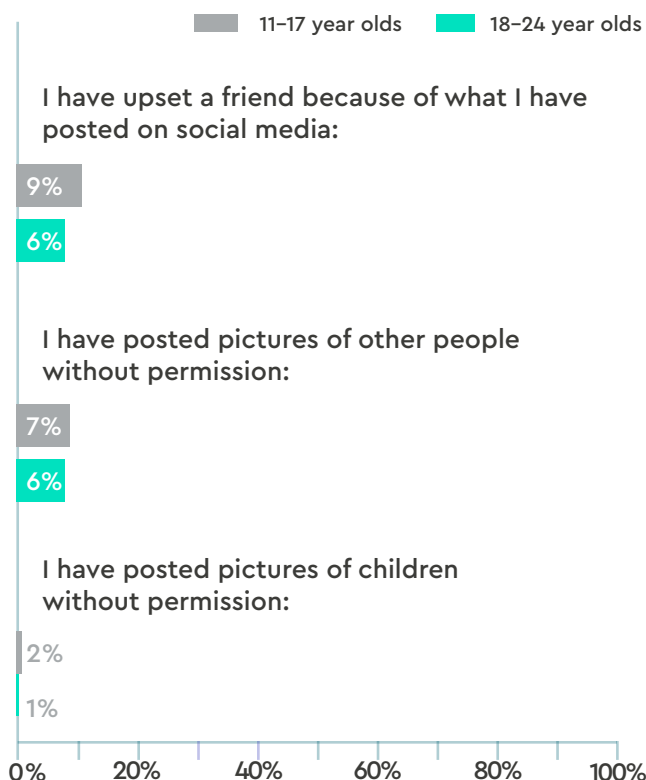 11–17 year olds 18–24 year olds
I have upset a friend because of what I have
posted on social media:
9%
6%
I have posted pictures of other people
without permission:
7%
6%
I have posted pictures of children
without permission:
2%
1%
0% 20% 40% 60% 80% 100%